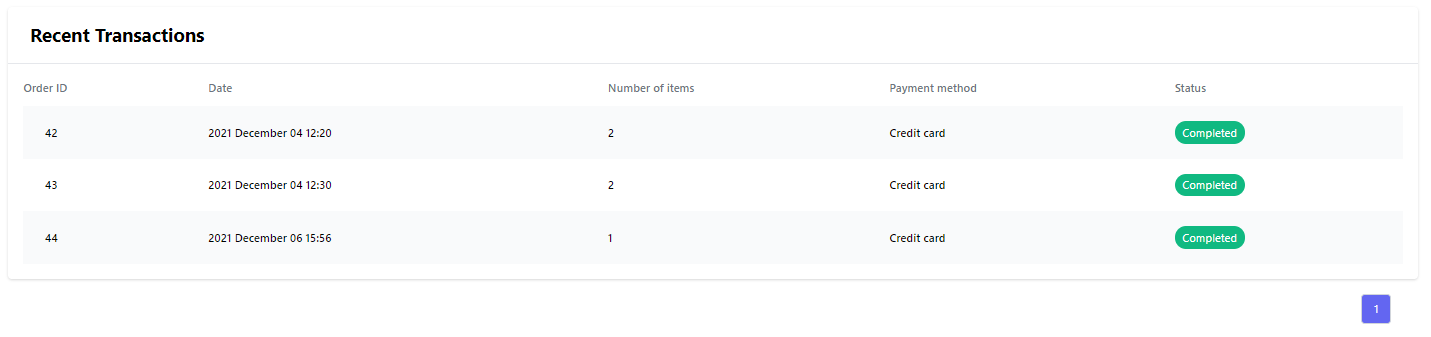 Recent Transactions
Order ID Date Number of items Payment method Status
42 2021 December 04 12:20 2 Credit card Completed
43 2021 December 04 12:30 2 Credit card Completed
44 2021 December 06 15:56 1 Credit card Completed
1